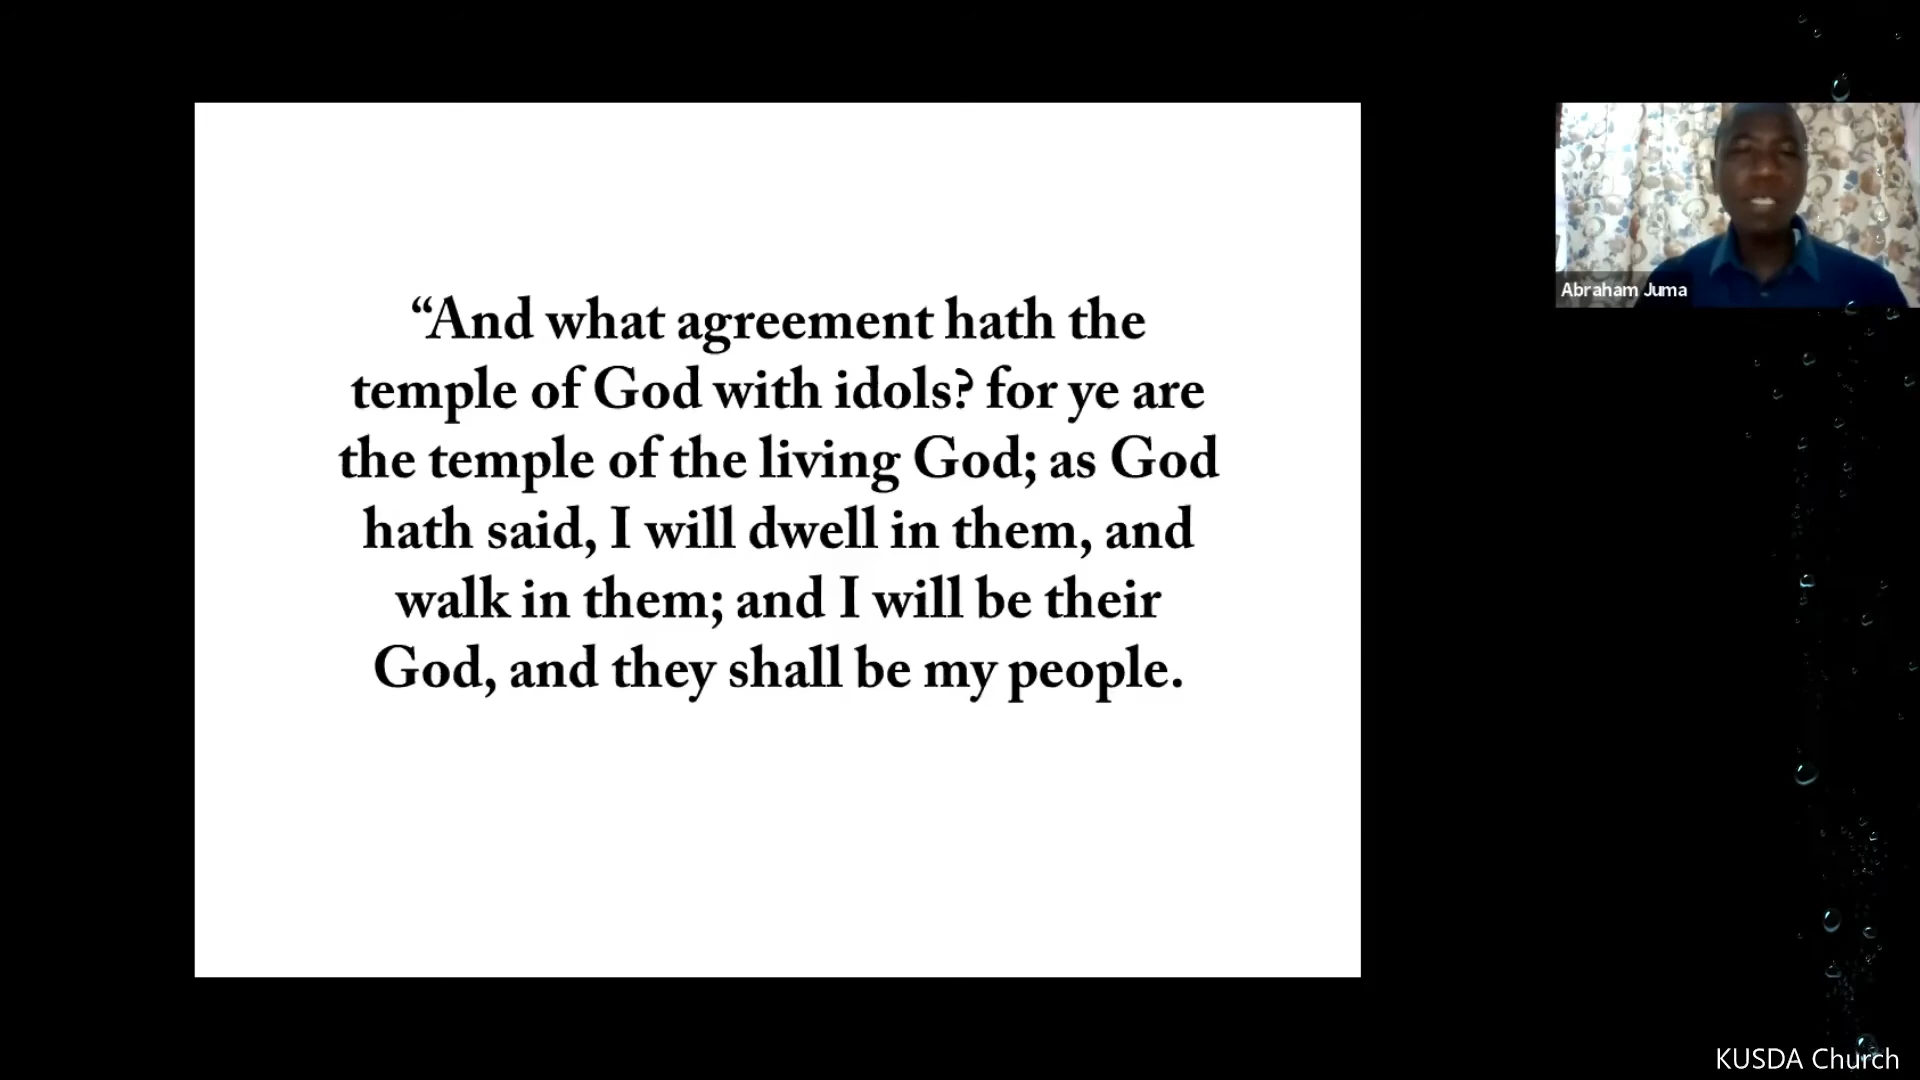 “And what agreement hath the
temple of God with idols? for ye are
the temple of the living God; as God
hath said, I will dwell in them, and
walk in them; and I will be their
God, and they shall be my people.
Abraham Juma
KUSDA Church